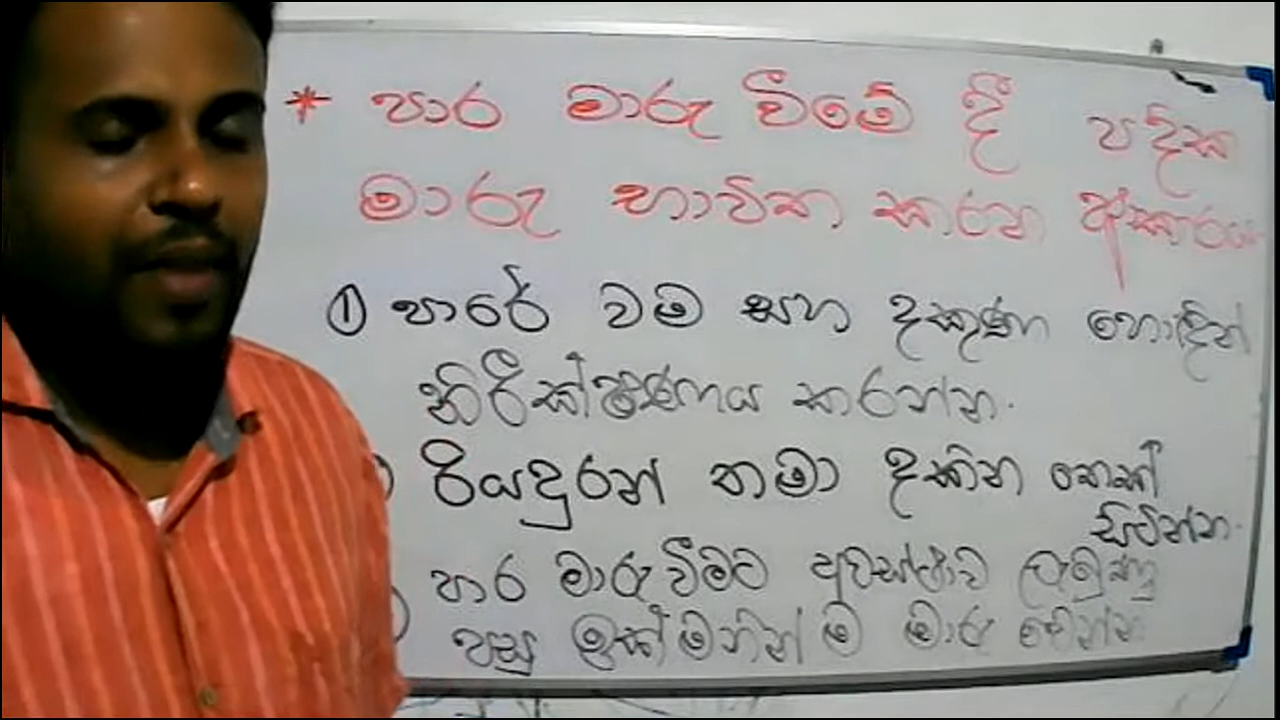 * පාර මාරු වීමේ දී පදික
මාරු භාවිත කරන අකාරය
① පාරේ වම සහ දකුණ හොඳින්
නිරීක්ෂණය කරන්න.
රියදුරන් තමා දකින තෙක්
සිටින්න.
පාර මාරුවීමට අවස්ථාව ලැබුණු
පසු ඉක්මනින් ම මාරු වෙන්න